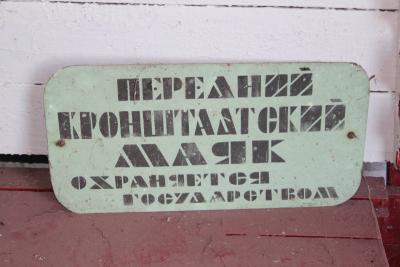 ПЕРЕДНИЙ
КРОНШТАДТСКИЙ
МАЯК
ОХРАНЯЕТСЯ
ГОСУДАРСТВОМ